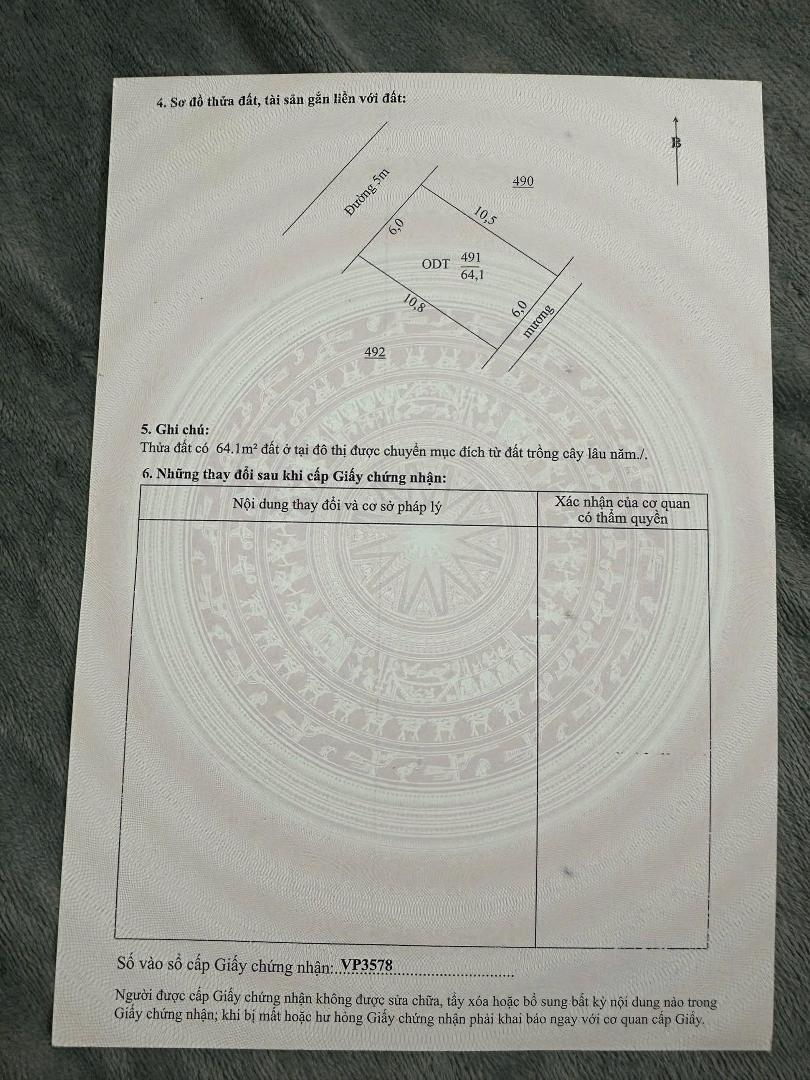 4. Sơ đồ thửa đất, tài sản gắn liền với đất:
B
Đường 5m
490
10,5
6,0
ODT 491
64,1
6,0
mương
10,8
492
5. Ghi chú:
Thửa đất có 64.1m² đất ở tại đô thị được chuyển mục đích từ đất trồng cây lâu năm./.
6. Những thay đổi sau khi cấp Giấy chứng nhận:
Nội dung thay đổi và cơ sở pháp lý
Xác nhận của cơ quan
có thẩm quyền
Số vào sổ cấp Giấy chứng nhận: VP3578
Người được cấp Giấy chứng nhận không được sửa chữa, tẩy xóa hoặc bổ sung bất kỳ nội dung nào trong
Giấy chứng nhận; khi bị mất hoặc hư hỏng Giấy chứng nhận phải khai báo ngay với cơ quan cấp Giấy.